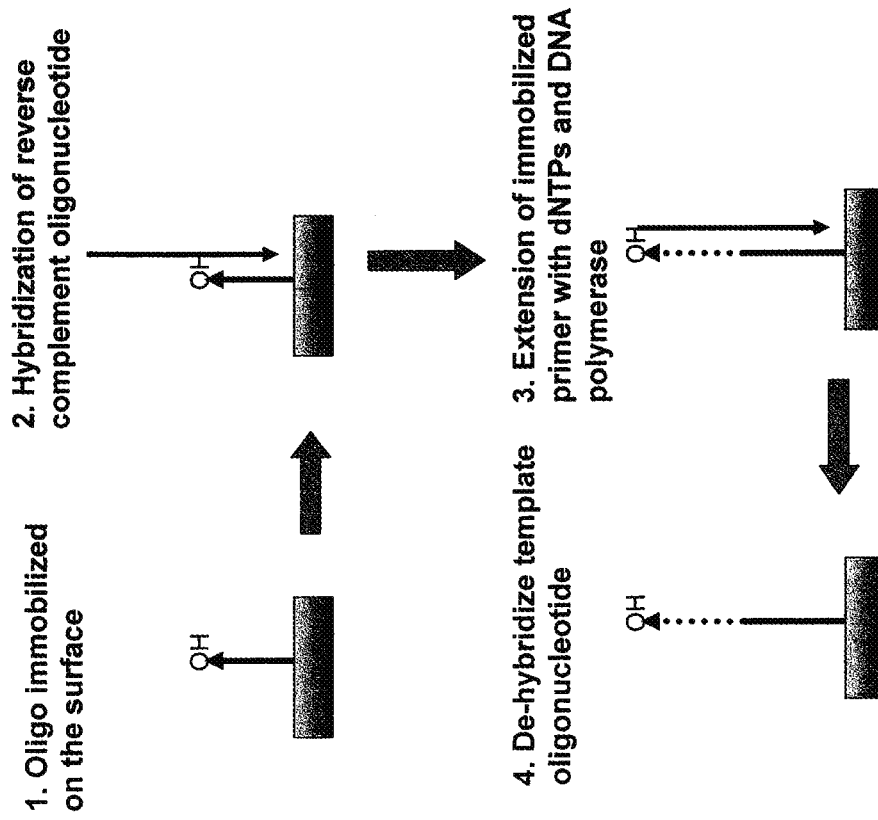 1. Oligo immobilized
on the surface
OH
2. Hybridization of reverse
complement oligonucleotide
OH
3. Extension of immobilized
primer with dNTPs and DNA
polymerase
OH
4. De-hybridize template
oligonucleotide
OH